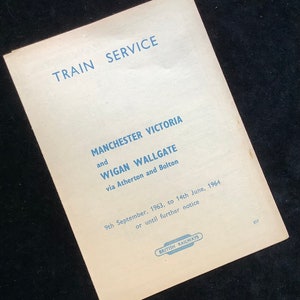 TRAIN SERVICE
MANCHESTER VICTORIA
and
WIGAN WALLGATE
via Atherton and Bolton
9th September, 1963, to 14th June, 1964
or until further notice
BRITISH RAILWAYS